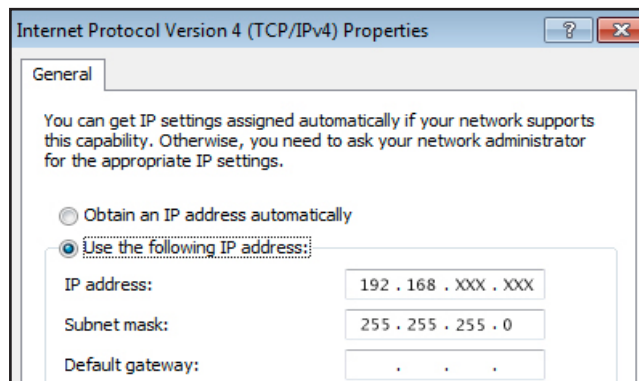 Internet Protocol Version 4 (TCP/IPv4) Properties
?
General
You can get IP settings assigned automatically if your network supports
this capability. Otherwise, you need to ask your network administrator
for the appropriate IP settings.
Obtain an IP address automatically
Use the following IP address:
IP address: 192 . 168 . XXX . XXX
Subnet mask: 255 . 255 . 255 . 0
Default gateway: . . .